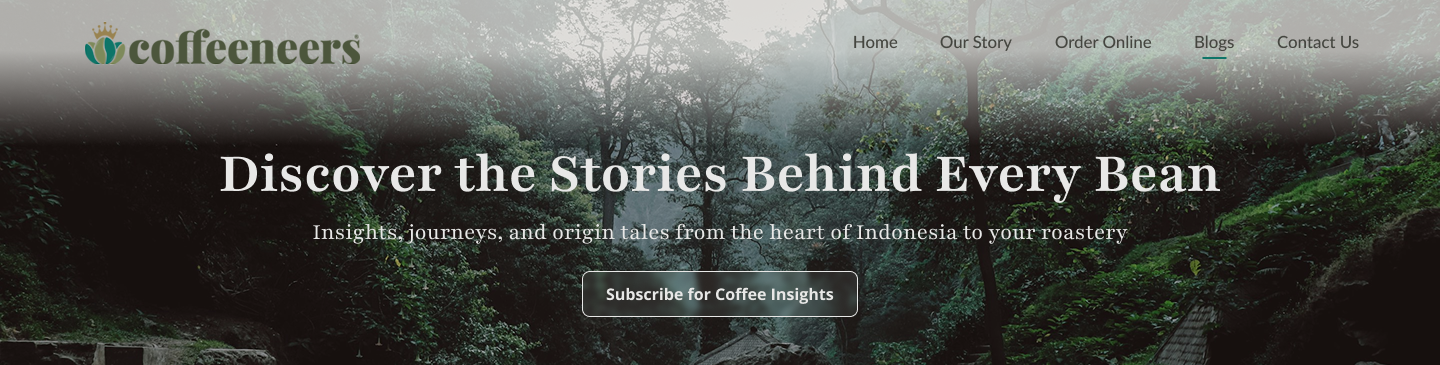 coffeeneers
Home
Our Story
Order Online
Blogs
Contact Us
Discover the Stories Behind Every Bean
Insights, journeys, and origin tales from the heart of Indonesia to your roastery
Subscribe for Coffee Insights